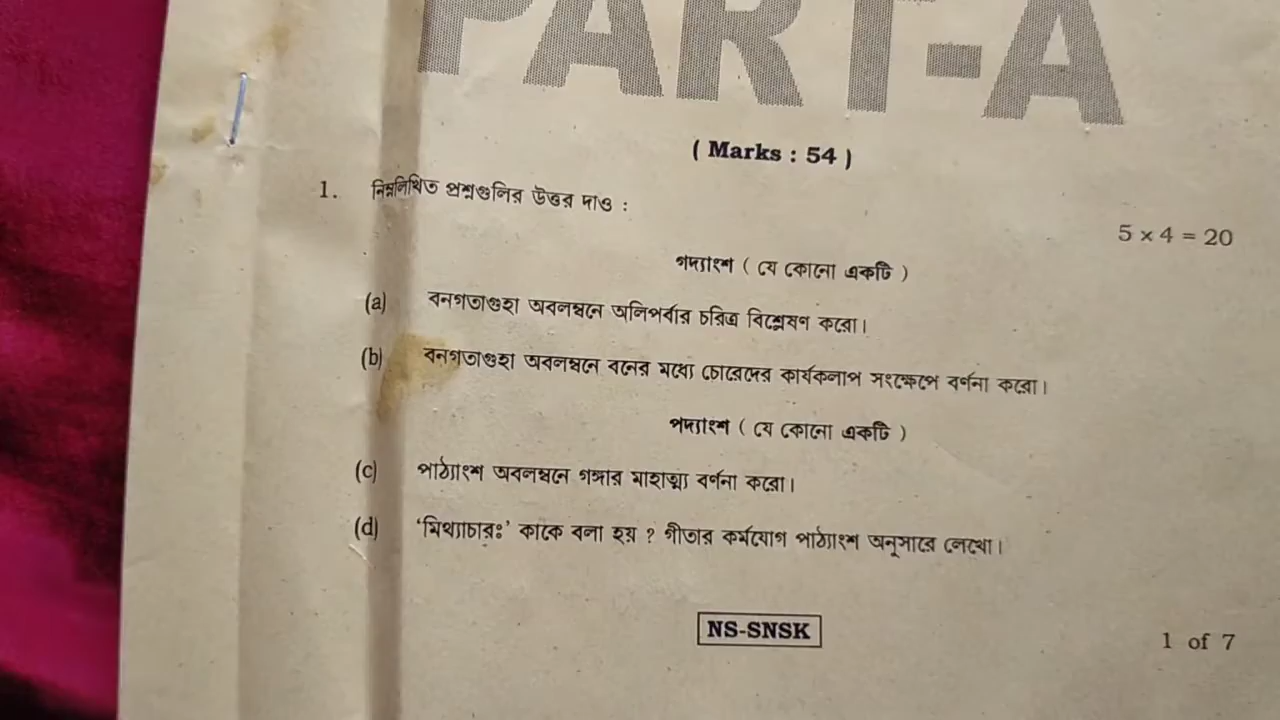 PART-A
( Marks : 54 )
1. নিম্নলিখিত প্রশ্নগুলির উত্তর দাও :
5 × 4 = 20
গদ্যাংশ ( যে কোনো একটি )
(a) বনগতাগুহা অবলম্বনে অলিপর্বার চরিত্র বিশ্লেষণ করো।
(b) বনগতাগুহা অবলম্বনে বনের মধ্যে চোরেদের কার্যকলাপ সংক্ষেপে বর্ণনা করো।
পদ্যাংশ ( যে কোনো একটি )
(c) পাঠ্যাংশ অবলম্বনে গঙ্গার মাহাত্ম্য বর্ণনা করো।
(d) ‘মিথ্যাচারঃ’ কাকে বলা হয় ? গীতার কর্মযোগ পাঠ্যাংশ অনুসারে লেখো।
NS-SNSK
1 of 7